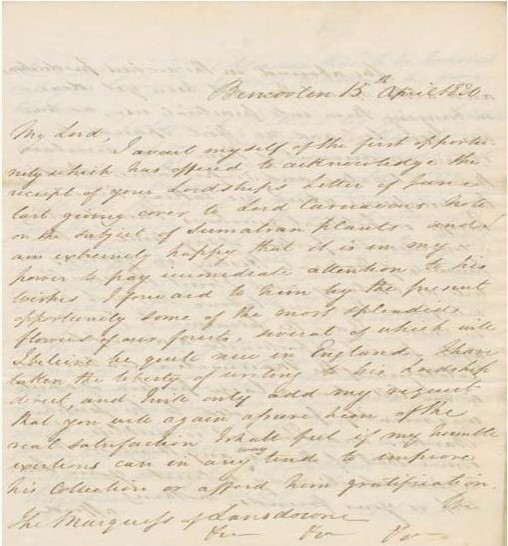 Bencoolen 15th April 1820
My Lord,
I avail myself of the first opportu-
nity which has offered to acknowledge the
receipt of your Lordships Letter of June
last giving cover to Lord Carnarvons Note
on the subject of Sumatran plants - and I
am extremely happy that it is in my
power to pay immediate attention to his
wishes I forward to him by the present
opportunity some of the most splendid
flowers of our forests, several of which will
I believe be quite new in England. I have
taken the liberty of writing to his Lordship
direct and I will only add my request
that you will again assure him of the
real satisfaction I shall feel if my humble
exertions can in any way tend to improve
his Collection or afford him gratification.
The Marquess of Lansdowne
&c &c &c